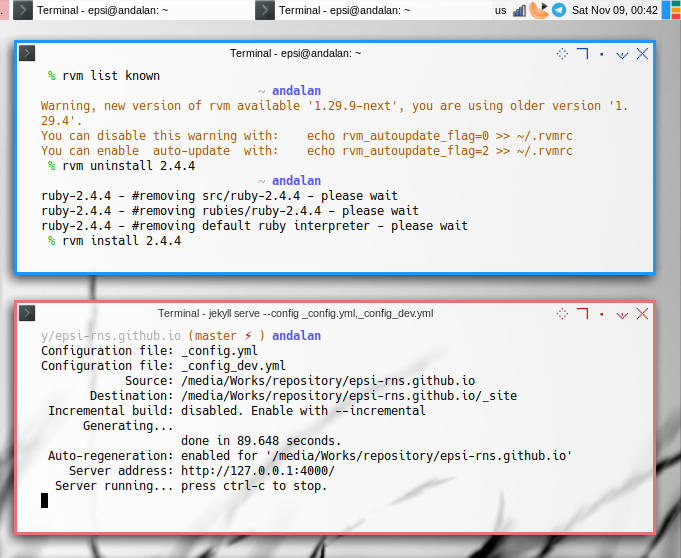 Terminal - epsi@andalan: ~
Terminal - epsi@andalan: ~
us
Sat Nov 09, 00:42
Terminal - epsi@andalan: ~
% rvm list known
~ andalan
Warning, new version of rvm available '1.29.9-next', you are using older version '1.
29.4'.
You can disable this warning with:    echo rvm_autoupdate_flag=0 >> ~/.rvmrc
You can enable  auto-update  with:    echo rvm_autoupdate_flag=2 >> ~/.rvmrc
% rvm uninstall 2.4.4
~ andalan
ruby-2.4.4 - #removing src/ruby-2.4.4 - please wait
ruby-2.4.4 - #removing rubies/ruby-2.4.4 - please wait
ruby-2.4.4 - #removing default ruby interpreter - please wait
% rvm install 2.4.4
Terminal - jekyll serve --config _config.yml,_config_dev.yml
y/epsi-rns.github.io (master ⚡ ) andalan
Configuration file: _config.yml
Configuration file: _config_dev.yml
Source: /media/Works/repository/epsi-rns.github.io
Destination: /media/Works/repository/epsi-rns.github.io/_site
Incremental build: disabled. Enable with --incremental
Generating...
done in 89.648 seconds.
Auto-regeneration: enabled for '/media/Works/repository/epsi-rns.github.io'
Server address: http://127.0.0.1:4000/
Server running... press ctrl-c to stop.